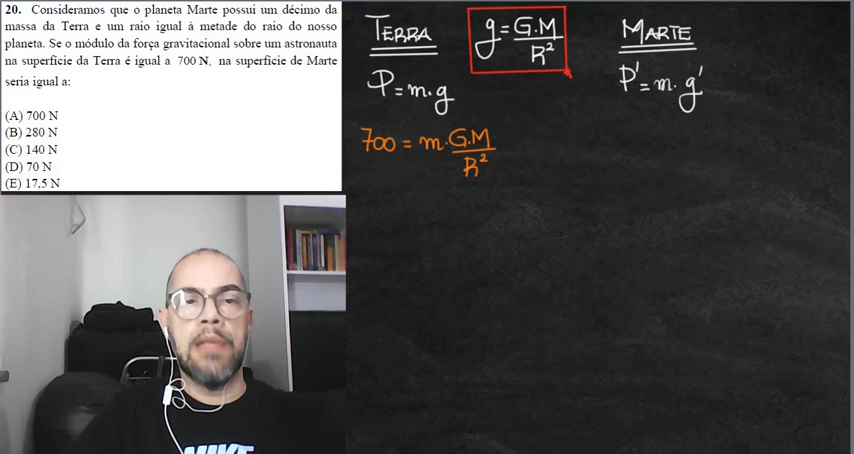 20. Consideramos que o planeta Marte possui um décimo da
massa da Terra e um raio igual à metade do raio do nosso
planeta. Se o módulo da força gravitacional sobre um astronauta
na superfície da Terra é igual a 700 N, na superfície de Marte
seria igual a:
(A) 700 N
(B) 280 N
(C) 140 N
(D) 70 N
(E) 17,5 N
TERRA
g = G.M / R²
MARTE
P = m.g
P' = m.g'
700 = m. G.M / R²
NIKE